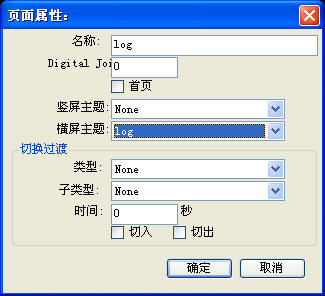 页面属性:
名称: log
Digital Joi 0
首页
竖屏主题: None
横屏主题: log
切换过渡
类型: None
子类型: None
时间: 0 秒
切入 切出
确定 取消